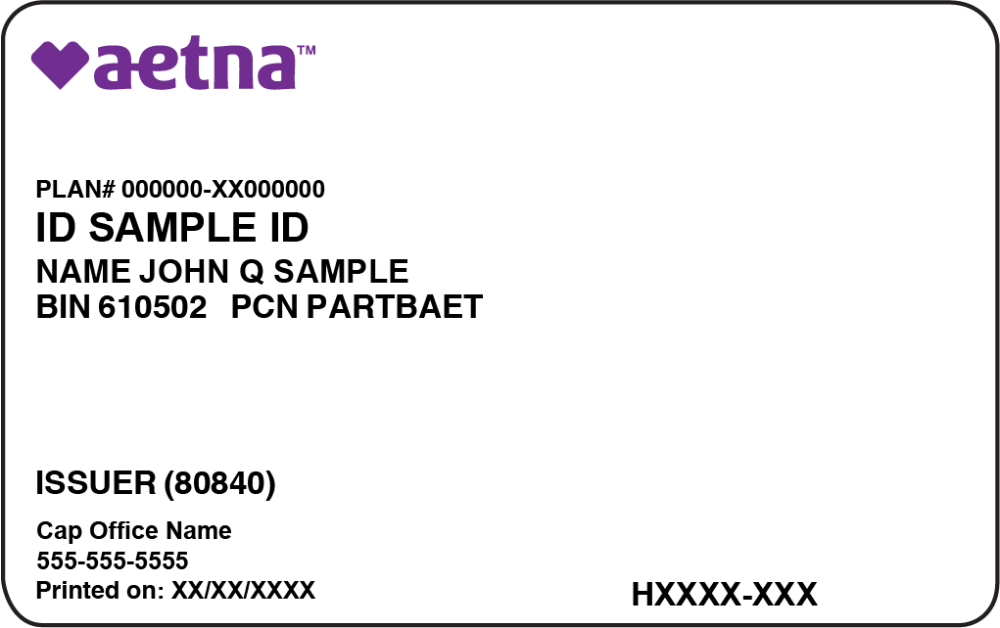 aetna™
PLAN# 000000-XX000000
ID SAMPLE ID
NAME JOHN Q SAMPLE
BIN 610502 PCN PARTBAET
ISSUER (80840)
Cap Office Name
555-555-5555
Printed on: XX/XX/XXXX
HXXXX-XXX